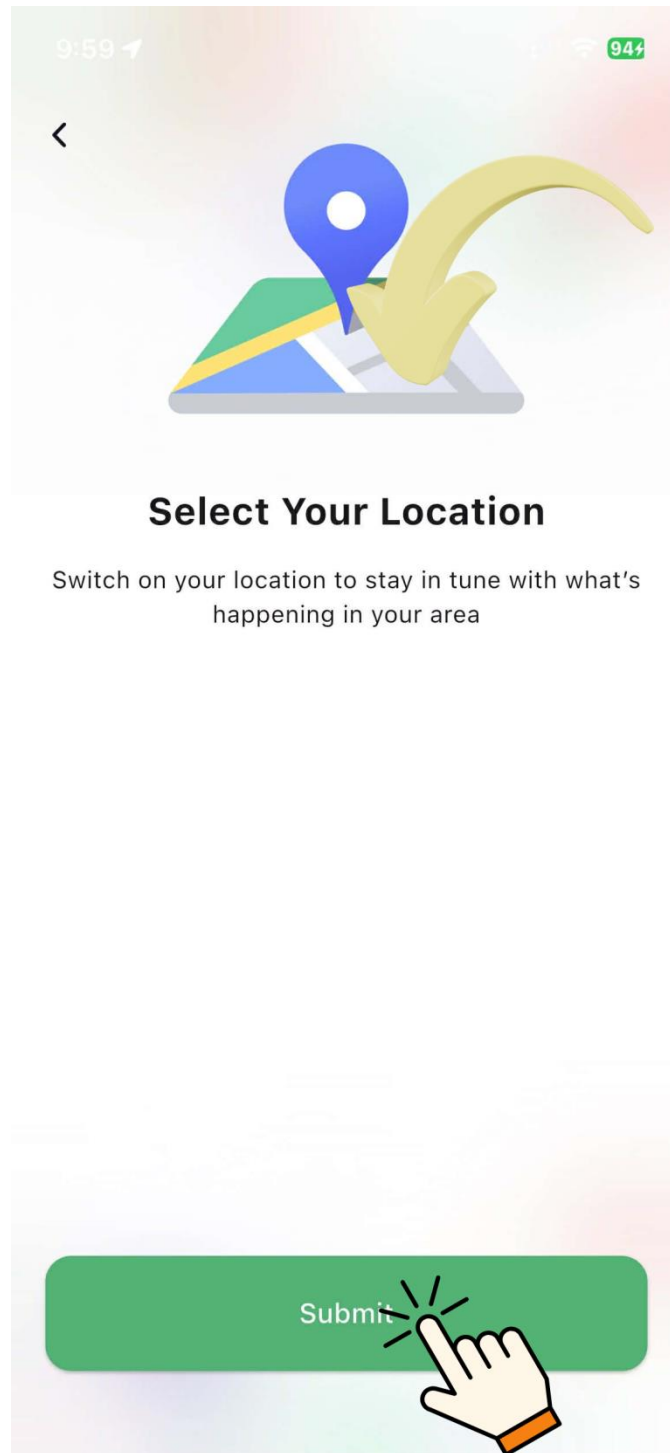 9:59
94
Select Your Location
Switch on your location to stay in tune with what's
happening in your area
Submit